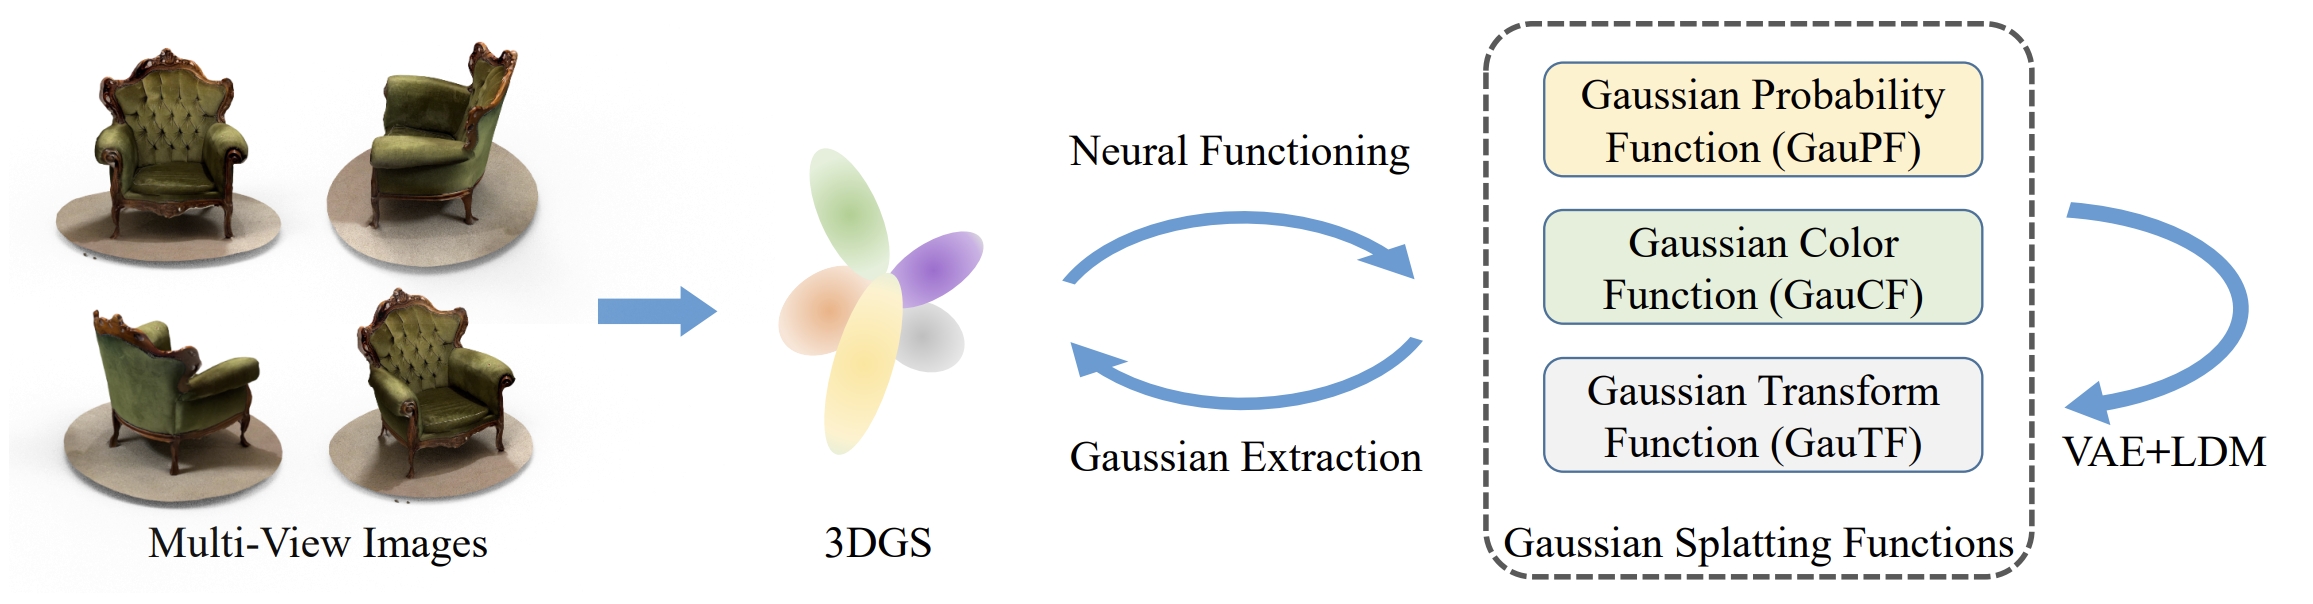 Multi-View Images
3DGS
Neural Functioning
Gaussian Extraction
Gaussian Probability
Function (GauPF)
Gaussian Color
Function (GauCF)
Gaussian Transform
Function (GauTF)
Gaussian Splatting Functions
VAE+LDM